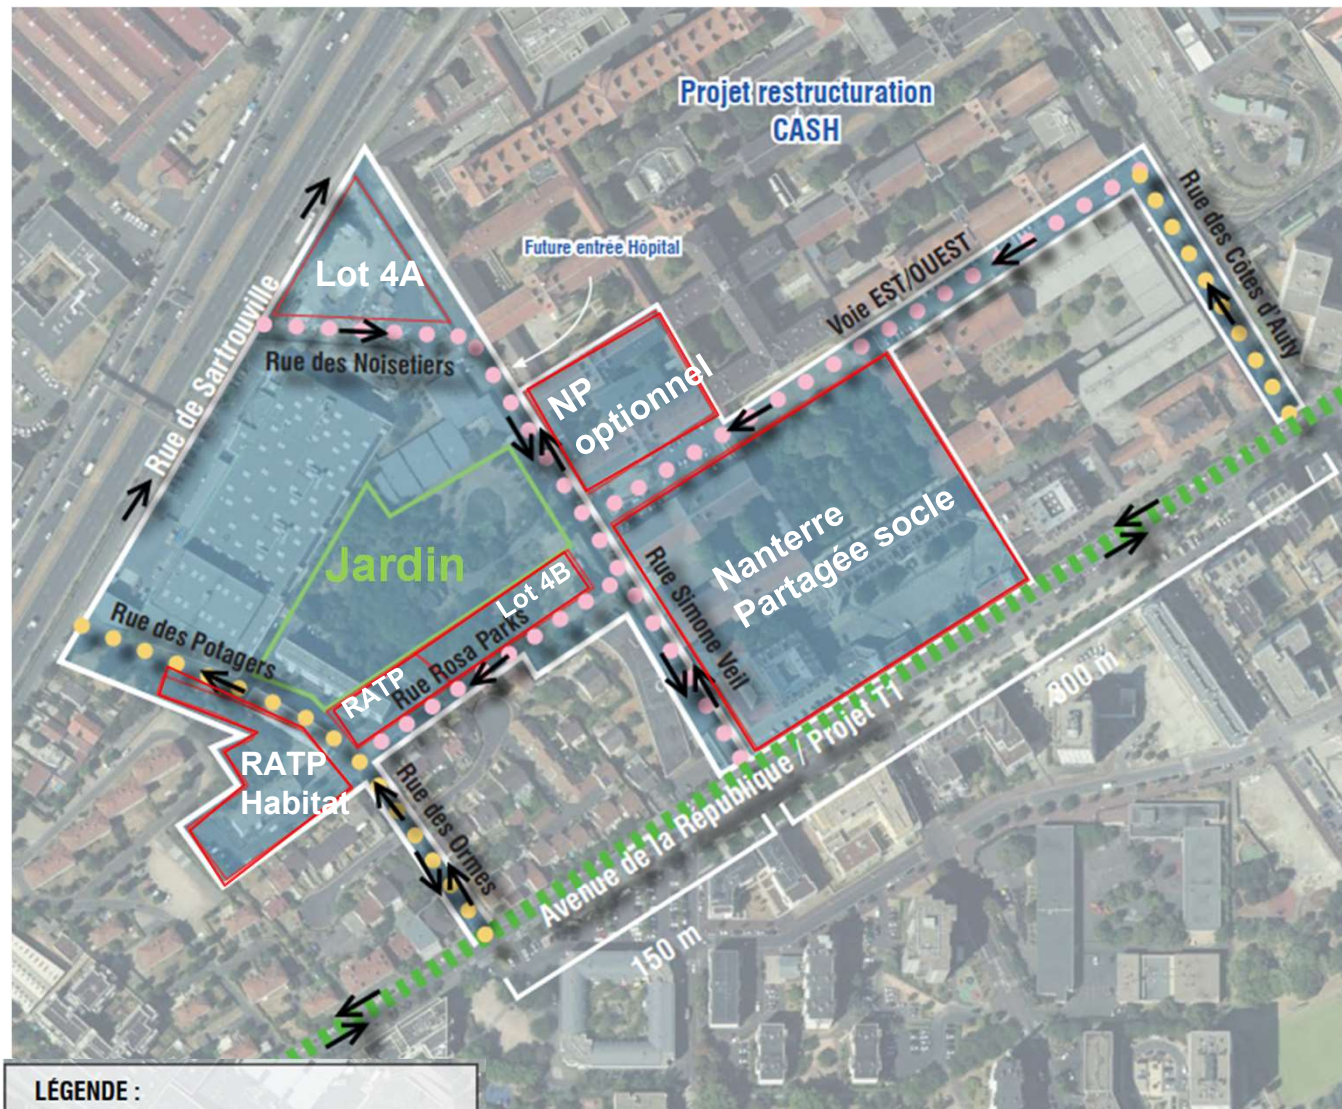 Projet restructuration
CASH
Future entrée Hôpital
Rue des Côtes d'Auty
Voie EST/OUEST
Lot 4A
Rue de Sartrouville
Rue des Noisetiers
NP
optionnel
Nanterre
Partagée socle
Jardin
Lot 4B
Rue Simone Veil
Rue des Potagers
RATP
Rue Rosa Parks
RATP
Habitat
Rue des Ormes
Avenue de la République / Projet T1
300 m
150 m
LÉGENDE :